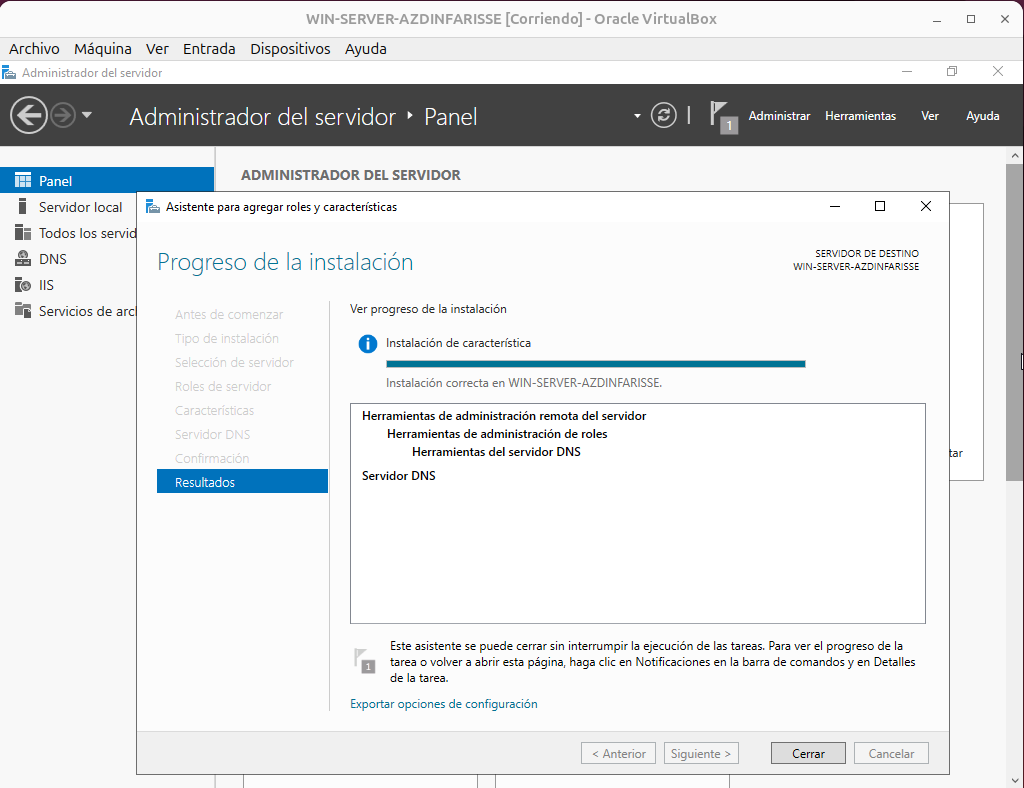 WIN-SERVER-AZDINFARISSE [Corriendo] - Oracle VirtualBox
Archivo Máquina Ver Entrada Dispositivos Ayuda
Administrador del servidor
Administrador del servidor Panel
1
Administrar Herramientas Ver Ayuda
Panel
Servidor local
Todos los servid
DNS
IIS
Servicios de arc
ADMINISTRADOR DEL SERVIDOR
Asistente para agregar roles y características
Progreso de la instalación
SERVIDOR DE DESTINO
WIN-SERVER-AZDINFARISSE
Antes de comenzar
Tipo de instalación
Selección de servidor
Roles de servidor
Características
Servidor DNS
Confirmación
Resultados
Ver progreso de la instalación
Instalación de característica
Instalación correcta en WIN-SERVER-AZDINFARISSE.
Herramientas de administración remota del servidor
Herramientas de administración de roles
Herramientas del servidor DNS
Servidor DNS
tar
1
Este asistente se puede cerrar sin interrumpir la ejecución de las tareas. Para ver el progreso de la
tarea o volver a abrir esta página, haga clic en Notificaciones en la barra de comandos y en Detalles
de la tarea.
Exportar opciones de configuración
< Anterior Siguiente > Cerrar Cancelar